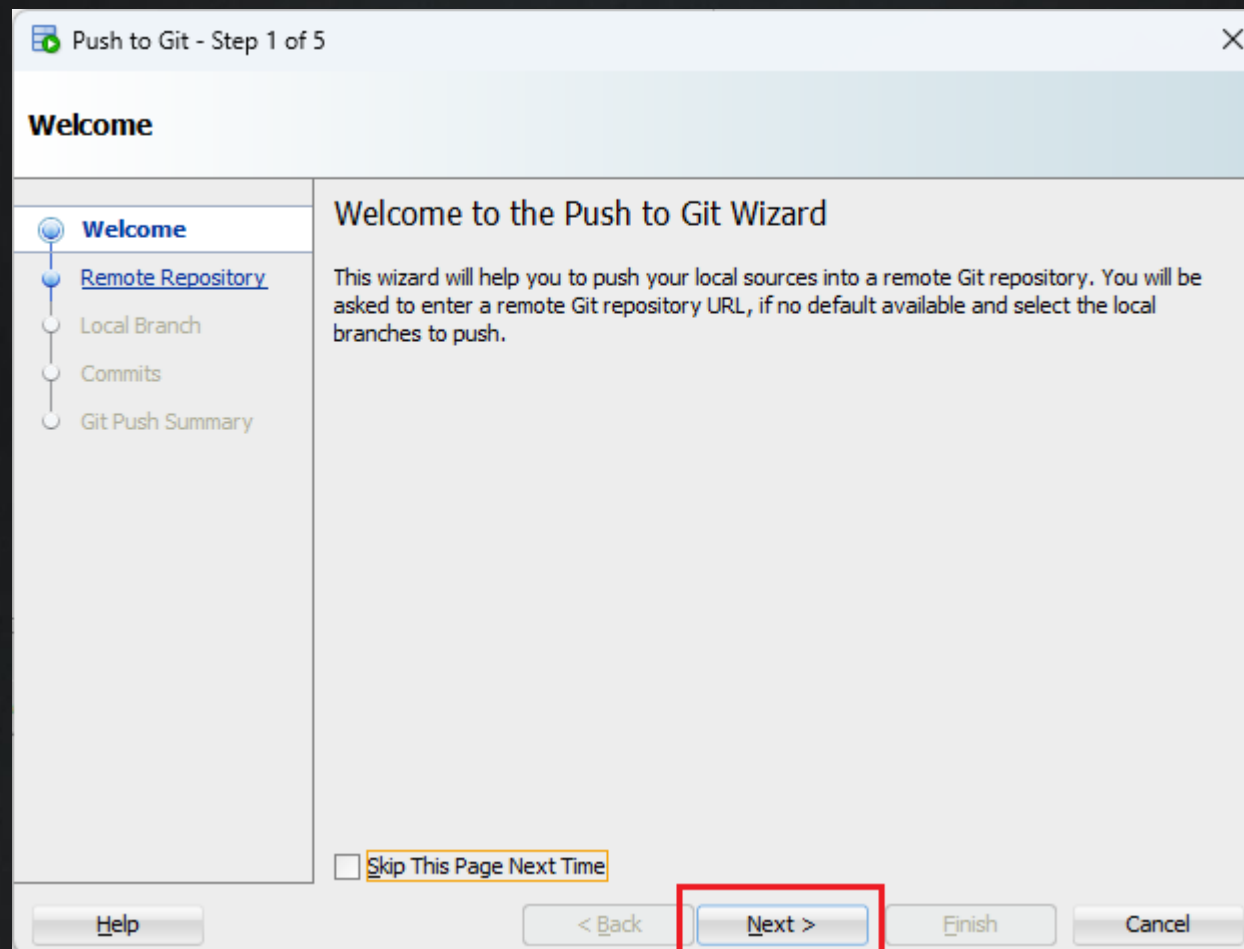 Push to Git - Step 1 of 5
Welcome
Welcome
Remote Repository
Local Branch
Commits
Git Push Summary
Welcome to the Push to Git Wizard
This wizard will help you to push your local sources into a remote Git repository. You will be
asked to enter a remote Git repository URL, if no default available and select the local
branches to push.
Skip This Page Next Time
Help
< Back
Next >
Finish
Cancel